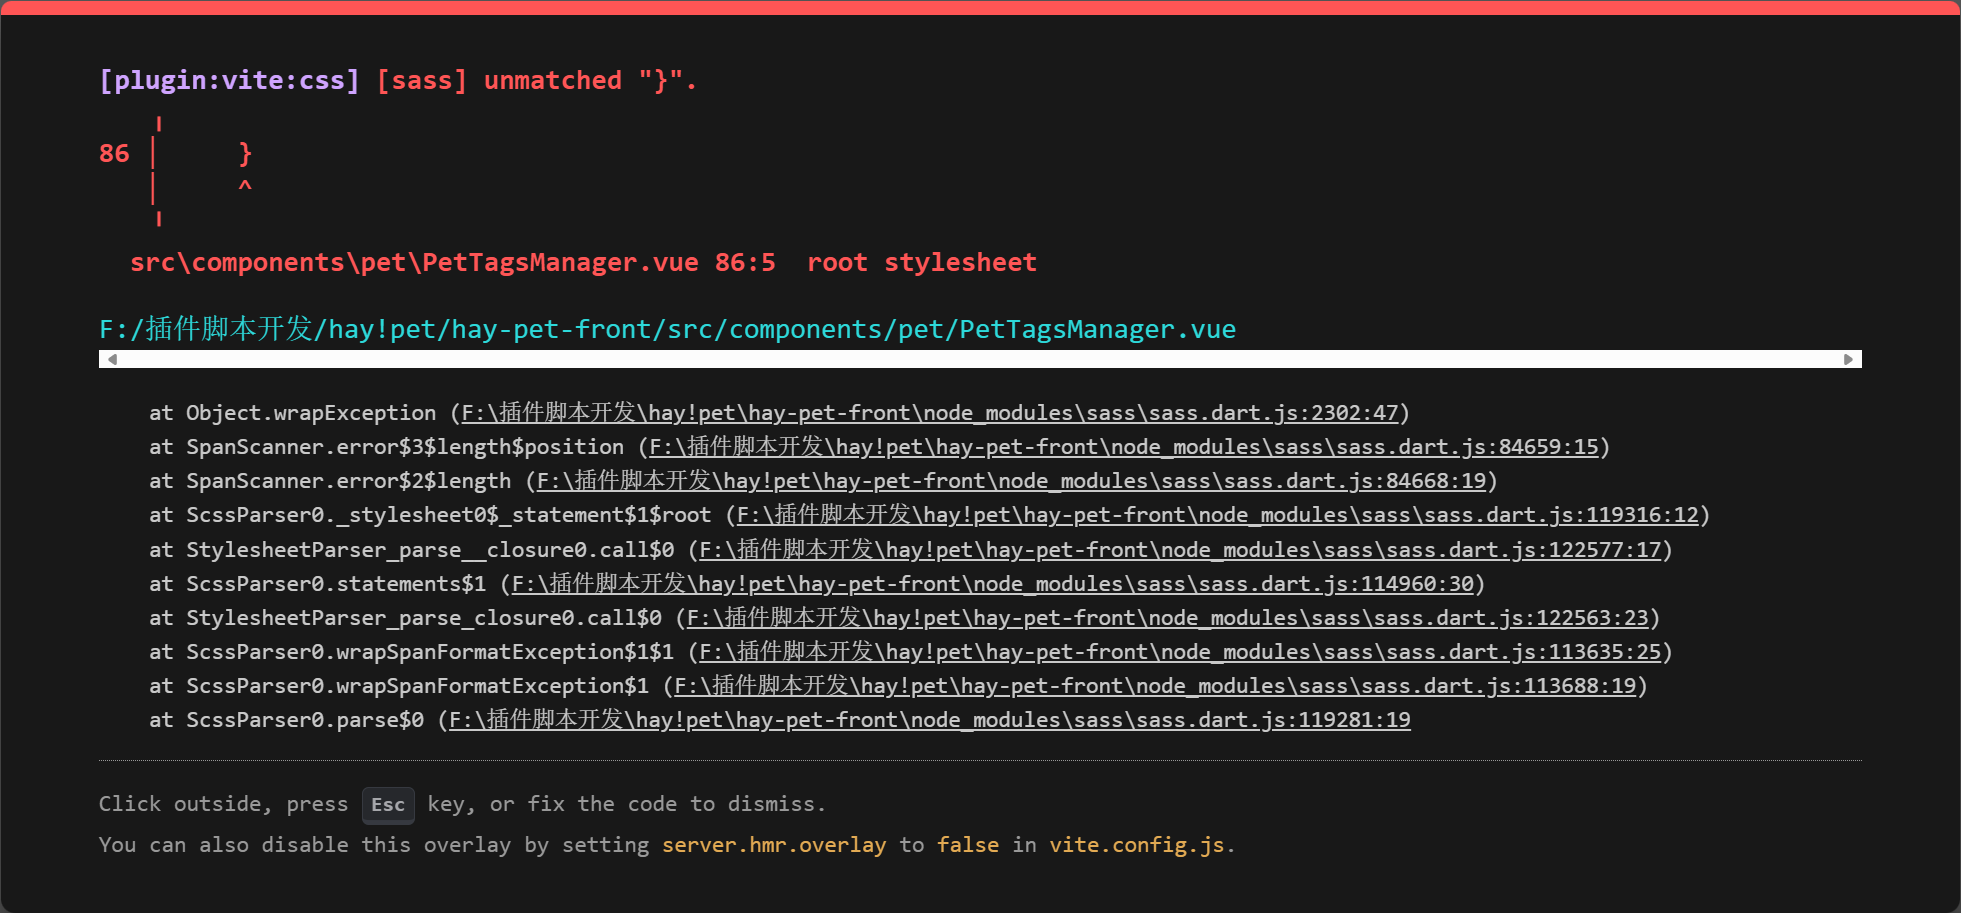 [plugin:vite:css] [sass] unmatched "}".
╷
86 │     }
│     ^
╵
src\components\pet\PetTagsManager.vue 86:5  root stylesheet
F:/插件脚本开发/hay!pet/hay-pet-front/src/components/pet/PetTagsManager.vue
at Object.wrapException (F:\插件脚本开发\hay!pet\hay-pet-front\node_modules\sass\sass.dart.js:2302:47)
at SpanScanner.error$3$length$position (F:\插件脚本开发\hay!pet\hay-pet-front\node_modules\sass\sass.dart.js:84659:15)
at SpanScanner.error$2$length (F:\插件脚本开发\hay!pet\hay-pet-front\node_modules\sass\sass.dart.js:84668:19)
at ScssParser0._stylesheet0$_statement$1$root (F:\插件脚本开发\hay!pet\hay-pet-front\node_modules\sass\sass.dart.js:119316:12)
at StylesheetParser_parse__closure0.call$0 (F:\插件脚本开发\hay!pet\hay-pet-front\node_modules\sass\sass.dart.js:122577:17)
at ScssParser0.statements$1 (F:\插件脚本开发\hay!pet\hay-pet-front\node_modules\sass\sass.dart.js:114960:30)
at StylesheetParser_parse_closure0.call$0 (F:\插件脚本开发\hay!pet\hay-pet-front\node_modules\sass\sass.dart.js:122563:23)
at ScssParser0.wrapSpanFormatException$1$1 (F:\插件脚本开发\hay!pet\hay-pet-front\node_modules\sass\sass.dart.js:113635:25)
at ScssParser0.wrapSpanFormatException$1 (F:\插件脚本开发\hay!pet\hay-pet-front\node_modules\sass\sass.dart.js:113688:19)
at ScssParser0.parse$0 (F:\插件脚本开发\hay!pet\hay-pet-front\node_modules\sass\sass.dart.js:119281:19
Click outside, press Esc key, or fix the code to dismiss.
You can also disable this overlay by setting server.hmr.overlay to false in vite.config.js.